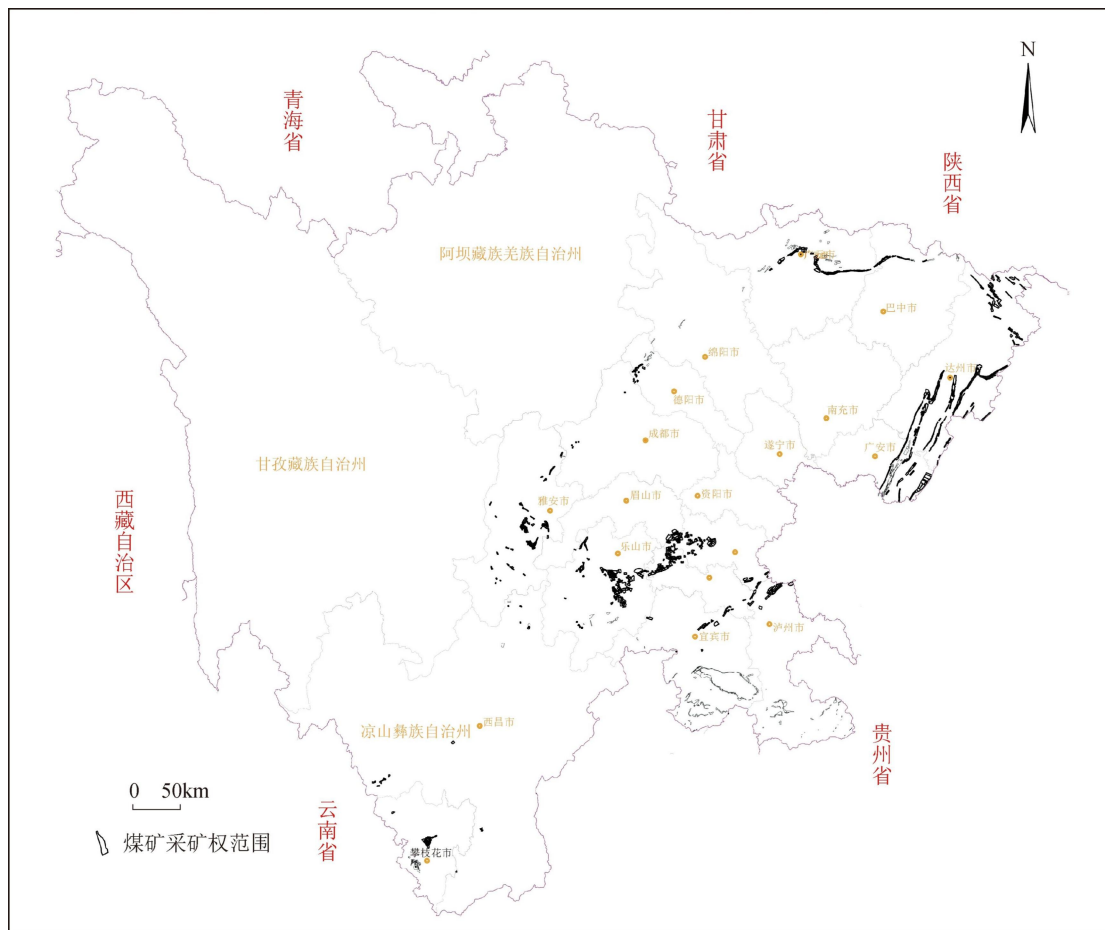 N
青海省
甘肃省
陕西省
阿坝藏族羌族自治州
巴中市
绵阳市
达州市
德阳市
南充市
成都市
遂宁市
广安市
甘孜藏族自治州
西藏自治区
雅安市
眉山市
资阳市
乐山市
泸州市
宜宾市
凉山彝族自治州
西昌市
贵州省
云南省
0 50km
煤矿采矿权范围
攀枝花市